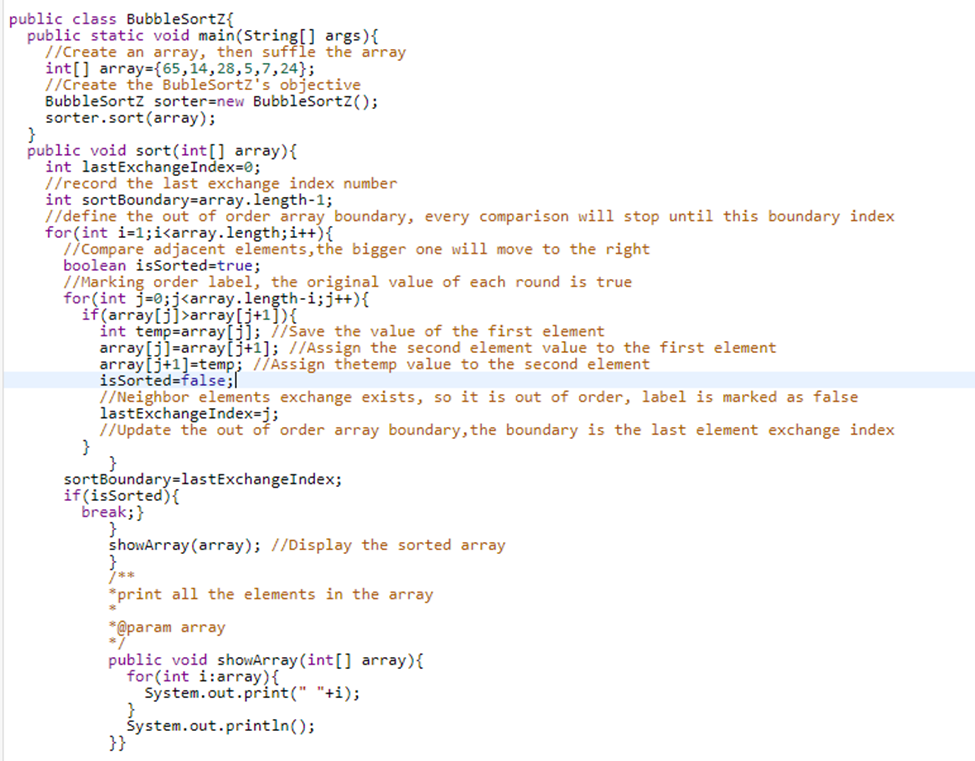 public class BubbleSortZ{
public static void main(String[] args){
//Create an array, then suffle the array
int[] array={65,14,28,5,7,24};
//Create the BubleSortZ's objective
BubbleSortZ sorter=new BubbleSortZ();
sorter.sort(array);
}
public void sort(int[] array){
int lastExchangeIndex=0;
//record the last exchange index number
int sortBoundary=array.length-1;
//define the out of order array boundary, every comparison will stop until this boundary index
for(int i=1;i<array.length;i++){
//Compare adjacent elements,the bigger one will move to the right
boolean isSorted=true;
//Marking order label, the original value of each round is true
for(int j=0;j<array.length-i;j++){
if(array[j]>array[j+1]){
int temp=array[j]; //Save the value of the first element
array[j]=array[j+1]; //Assign the second element value to the first element
array[j+1]=temp; //Assign thetemp value to the second element
isSorted=false;
//Neighbor elements exchange exists, so it is out of order, label is marked as false
lastExchangeIndex=j;
//Update the out of order array boundary,the boundary is the last element exchange index
}
}
sortBoundary=lastExchangeIndex;
if(isSorted){
break;}
}
showArray(array); //Display the sorted array
}
/**
*print all the elements in the array
*
*@param array
*/
public void showArray(int[] array){
for(int i:array){
System.out.print(" "+i);
}
System.out.println();
}}